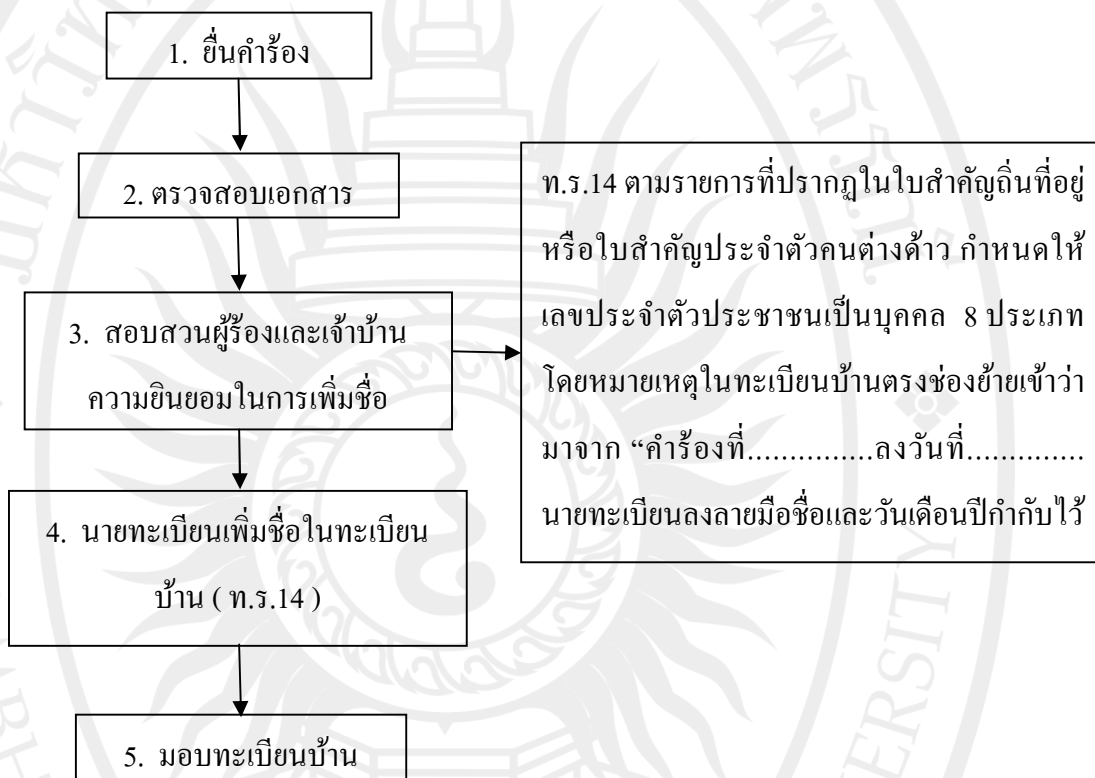 1. ยื่นคำร้อง
2. ตรวจสอบเอกสาร
3. สอบสวนผู้ร้องและเจ้าบ้าน
ความยินยอมในการเพิ่มชื่อ
ท.ร.14 ตามรายการที่ปรากฏในใบสำคัญถิ่นที่อยู่
หรือใบสำคัญประจำตัวคนต่างด้าว กำหนดให้
เลขประจำตัวประชาชนเป็นบุคคล 8 ประเภท
โดยหมายเหตุในทะเบียนบ้านตรงช่องย้ายเข้าว่า
มาจาก “คำร้องที่...............ลงวันที่..............
นายทะเบียนลงลายมือชื่อและวันเดือนปีกำกับไว้
4. นายทะเบียนเพิ่มชื่อในทะเบียน
บ้าน ( ท.ร.14 )
5. มอบทะเบียนบ้าน